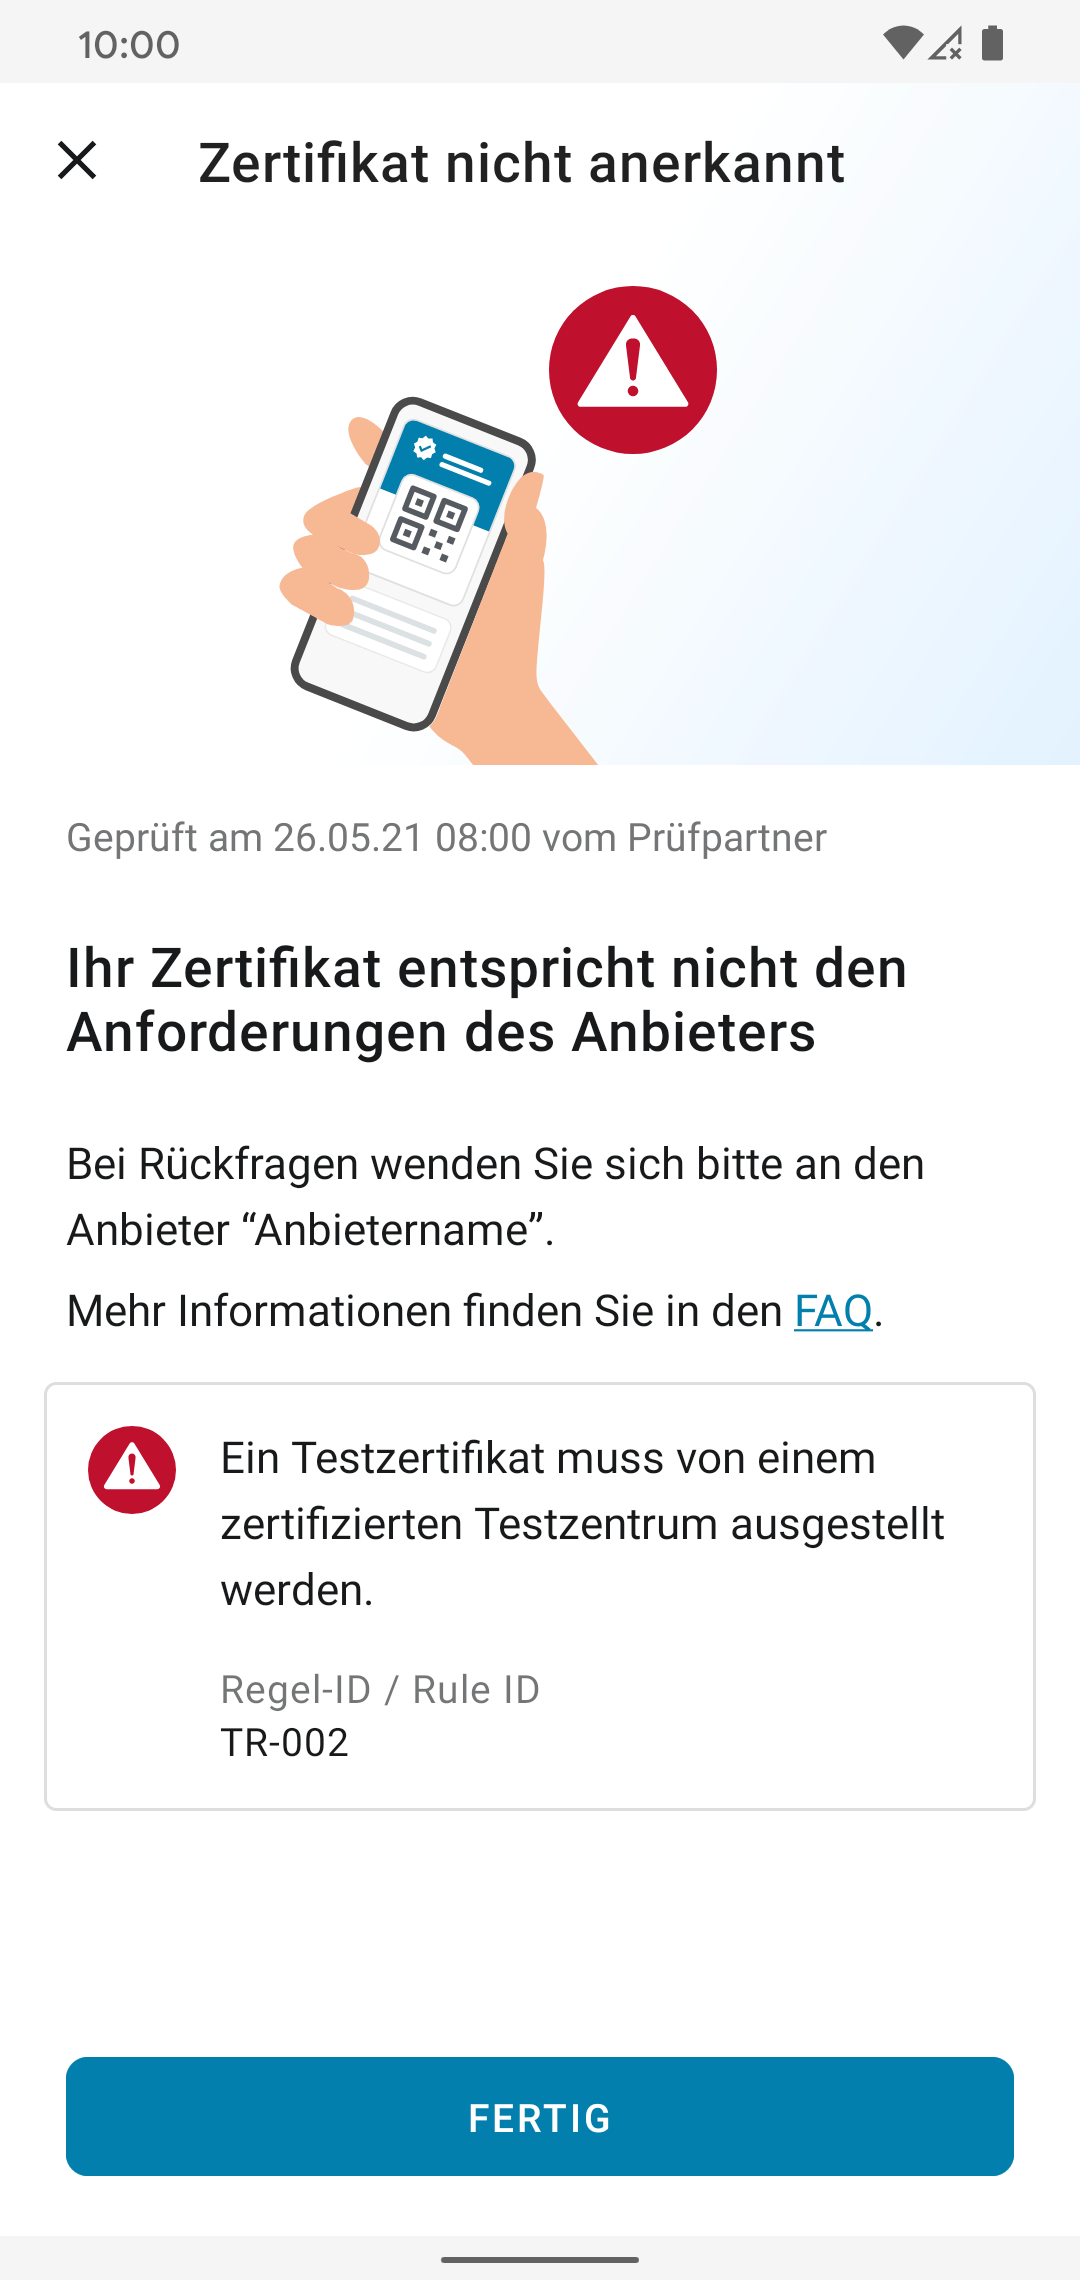 10:00
Zertifikat nicht anerkannt
Geprüft am 26.05.21 08:00 vom Prüfpartner
Ihr Zertifikat entspricht nicht den
Anforderungen des Anbieters
Bei Rückfragen wenden Sie sich bitte an den
Anbieter “Anbietername”.
Mehr Informationen finden Sie in den FAQ.
Ein Testzertifikat muss von einem
zertifizierten Testzentrum ausgestellt
werden.
Regel-ID / Rule ID
TR-002
FERTIG